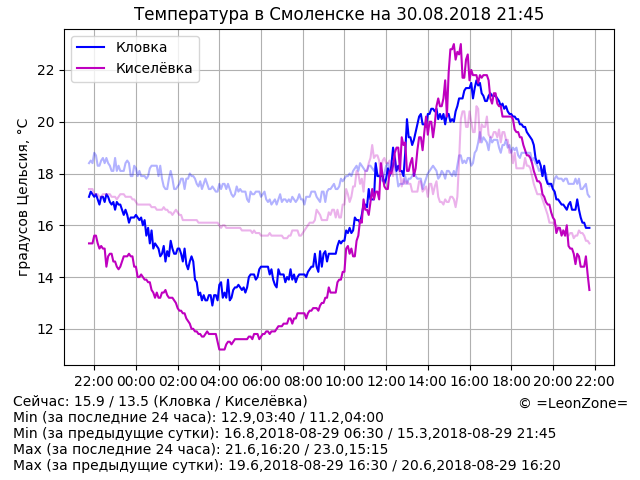 Температура в Смоленске на 30.08.2018 21:45
Кловка
Киселёвка
градусов Цельсия, °C
22
20
18
16
14
12
22:00 00:00 02:00 04:00 06:00 08:00 10:00 12:00 14:00 16:00 18:00 20:00 22:00
Сейчас: 15.9 / 13.5 (Кловка / Киселёвка)
© =LeonZone=
Min (за последние 24 часа): 12.9,03:40 / 11.2,04:00
Min (за предыдущие сутки): 16.8,2018-08-29 06:30 / 15.3,2018-08-29 21:45
Max (за последние 24 часа): 21.6,16:20 / 23.0,15:15
Max (за предыдущие сутки): 19.6,2018-08-29 16:30 / 20.6,2018-08-29 16:20